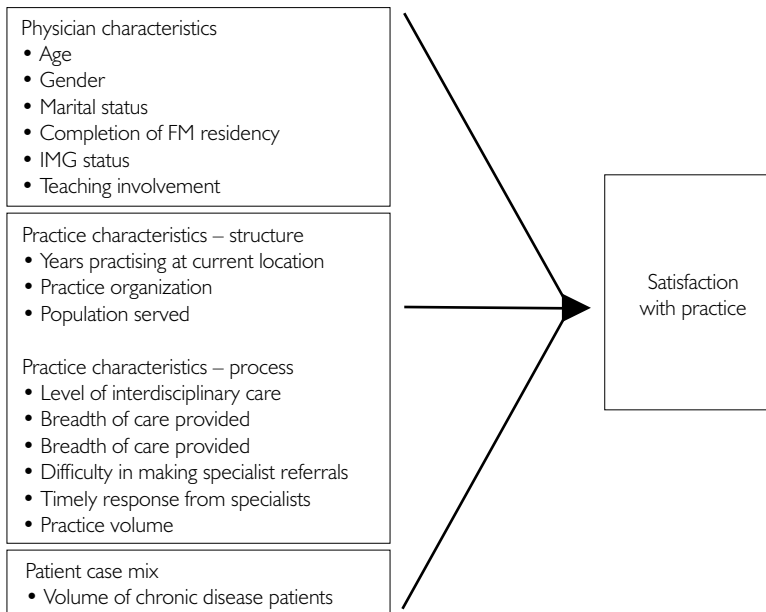 Physician characteristics
• Age
• Gender
• Marital status
• Completion of FM residency
• IMG status
• Teaching involvement
Practice characteristics – structure
• Years practising at current location
• Practice organization
• Population served
Practice characteristics – process
• Level of interdisciplinary care
• Breadth of care provided
• Breadth of care provided
• Difficulty in making specialist referrals
• Timely response from specialists
• Practice volume
Patient case mix
• Volume of chronic disease patients
Satisfaction
with practice